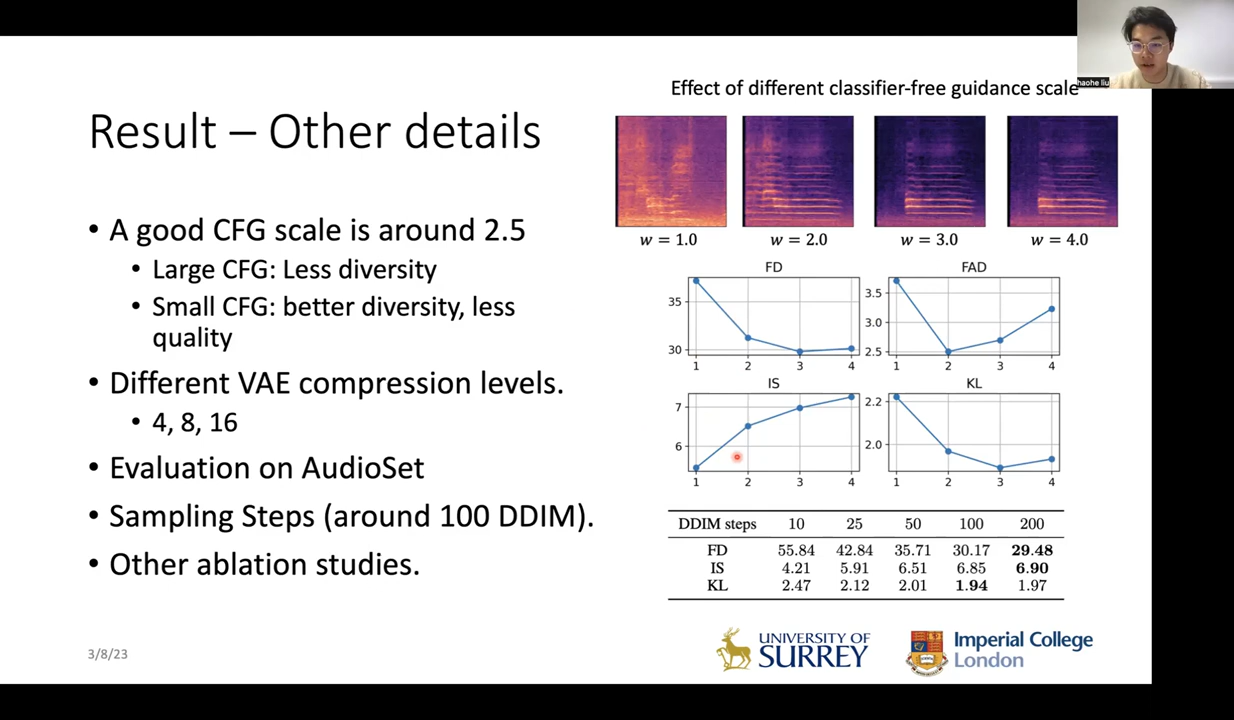 haohe liu
Effect of different classifier-free guidance scale
Result – Other details
• A good CFG scale is around 2.5
• Large CFG: Less diversity
• Small CFG: better diversity, less
quality
• Different VAE compression levels.
• 4, 8, 16
• Evaluation on AudioSet
• Sampling Steps (around 100 DDIM).
• Other ablation studies.
w = 1.0 w = 2.0 w = 3.0 w = 4.0
FD
35
30
1 2 3 4
FAD
3.5
3.0
2.5
1 2 3 4
IS
7
6
1 2 3 4
KL
2.2
2.0
1 2 3 4
DDIM steps 10 25 50 100 200
FD 55.84 42.84 35.71 30.17 29.48
IS 4.21 5.91 6.51 6.85 6.90
KL 2.47 2.12 2.01 1.94 1.97
3/8/23
UNIVERSITY OF
SURREY
Imperial College
London